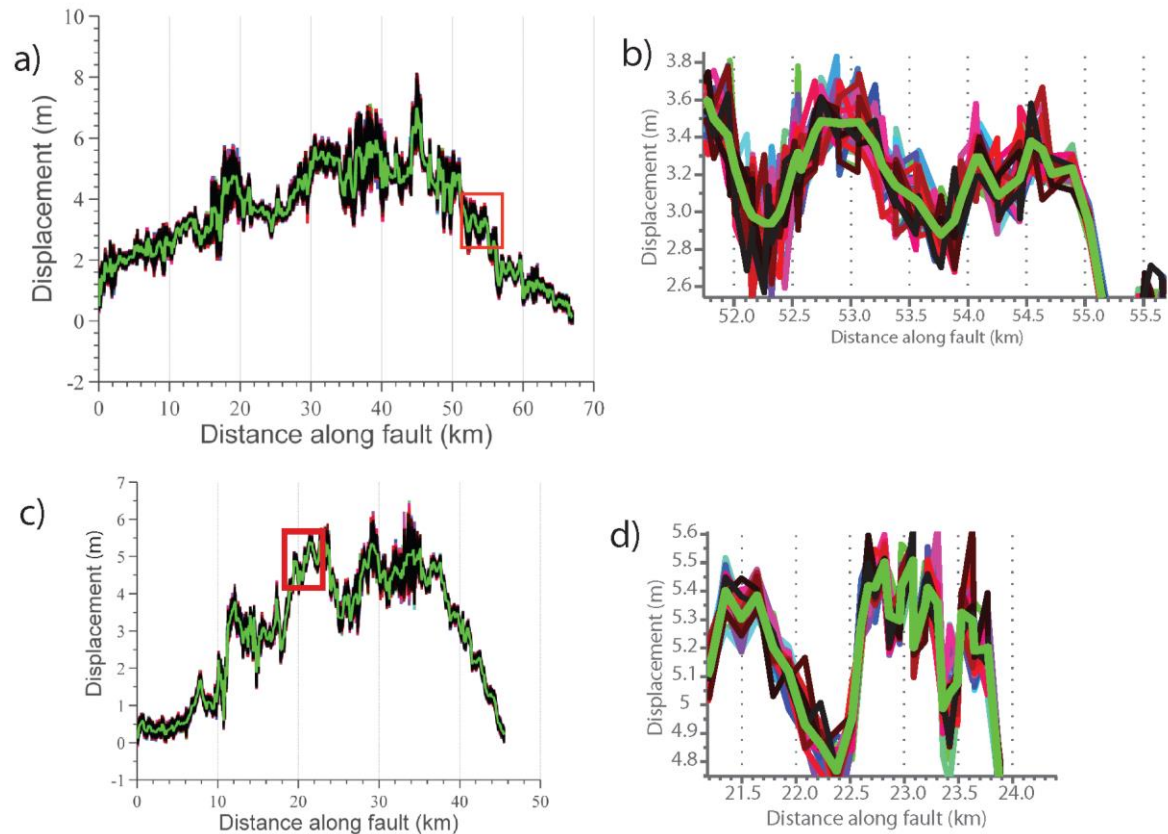 a)
Displacement (m)
10
8
6
4
2
0
-2
0 10 20 30 40 50 60 70
Distance along fault (km)
b)
Displacement (m)
3.8
3.6
3.4
3.2
3.0
2.8
2.6
52.0 52.5 53.0 53.5 54.0 54.5 55.0 55.5
Distance along fault (km)
c)
Displacement (m)
7
6
5
4
3
2
1
0
-1
0 10 20 30 40 50
Distance along fault (km)
d)
Displacement (m)
5.6
5.5
5.4
5.3
5.2
5.1
5
4.9
4.8
21.5 22.0 22.5 23.0 23.5 24.0
Distance along fault (km)